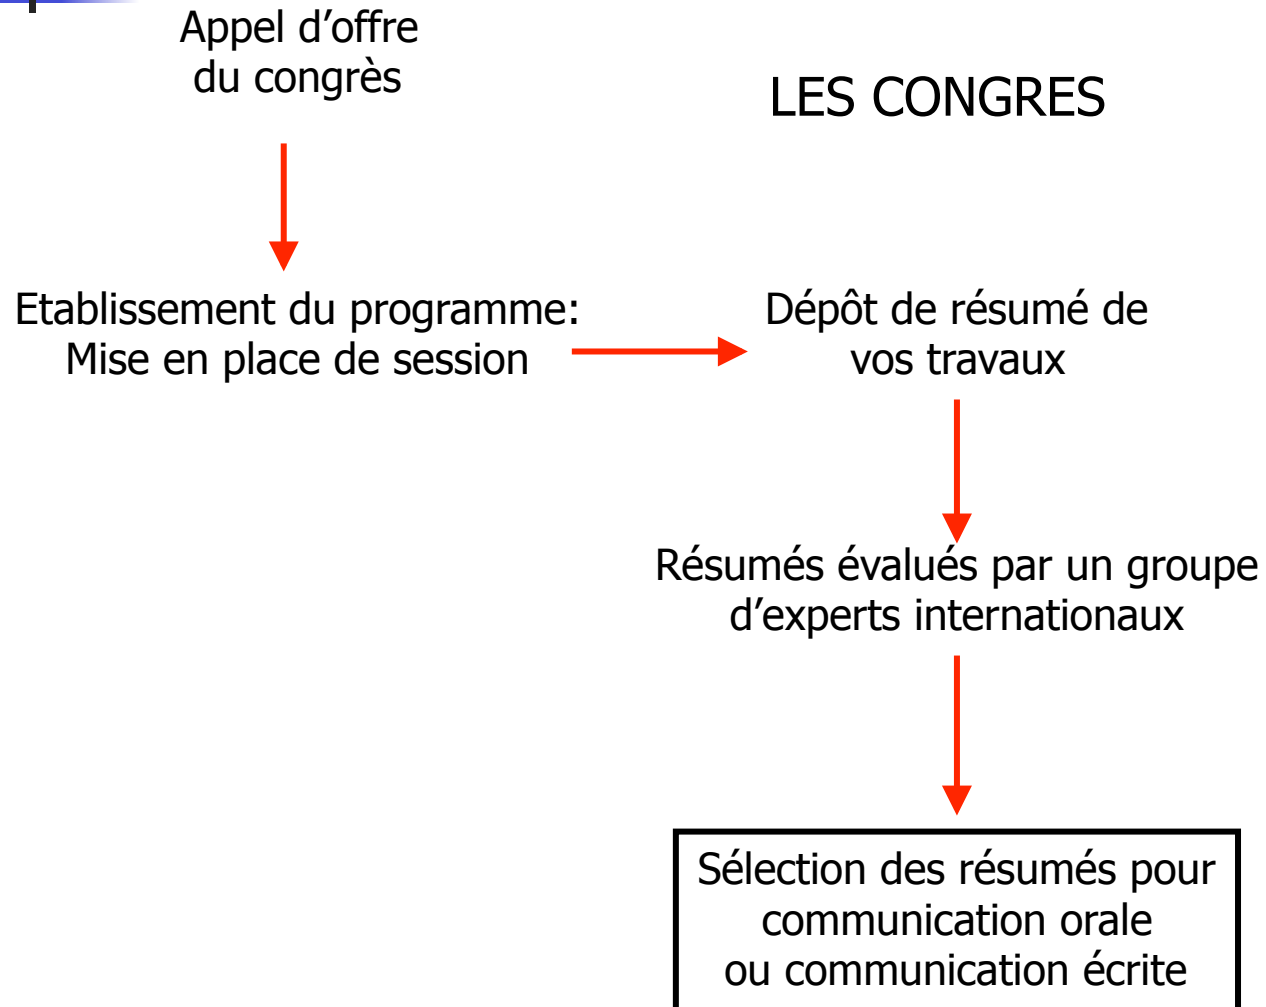 Appel d’offre
du congrès
LES CONGRES
Etablissement du programme:
Mise en place de session
Dépôt de résumé de
vos travaux
Résumés évalués par un groupe
d’experts internationaux
Sélection des résumés pour
communication orale
ou communication écrite